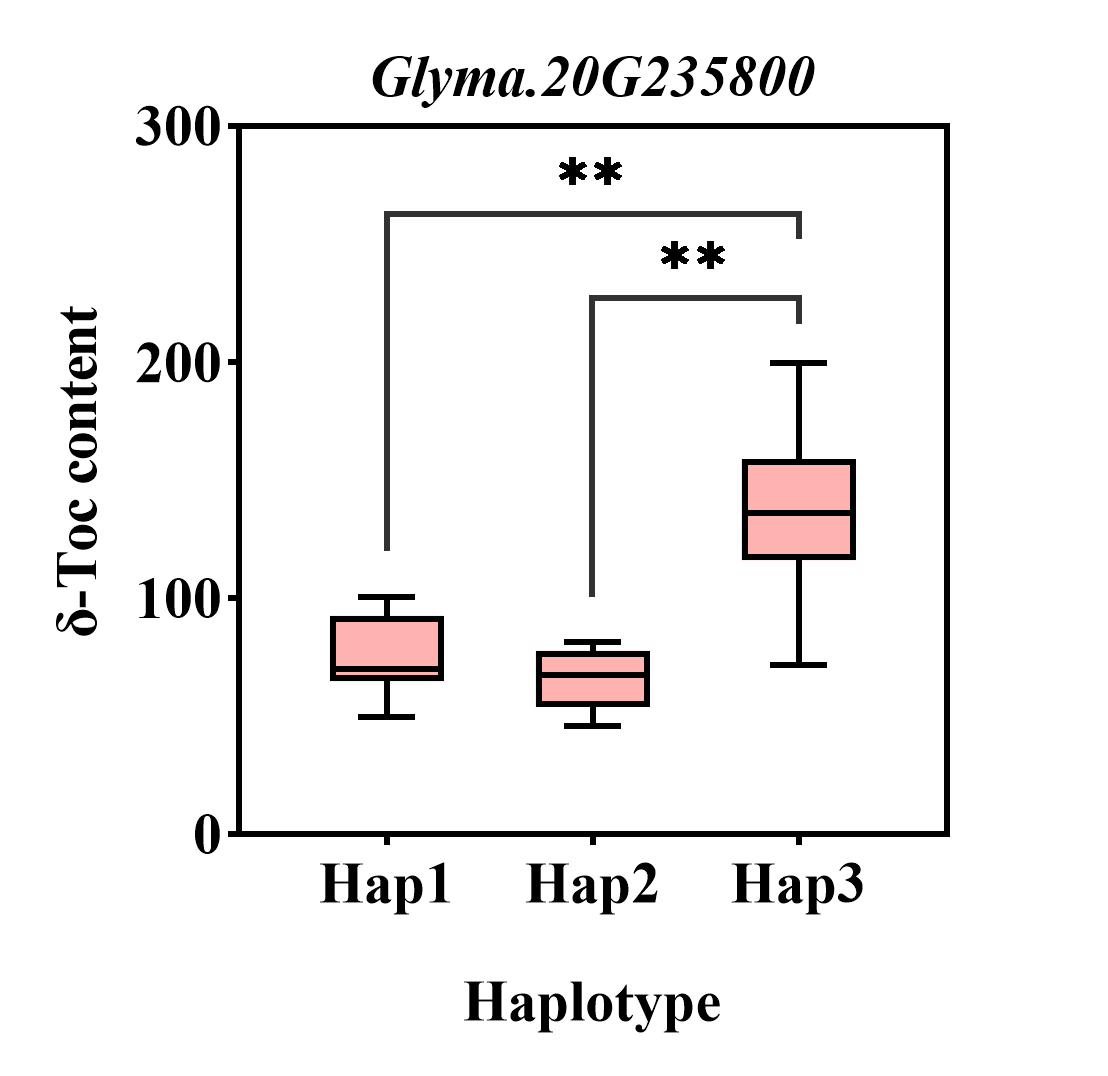 Glyma.20G235800
300
**
**
200
100
0
δ-Toc content
Hap1 Hap2 Hap3
Haplotype